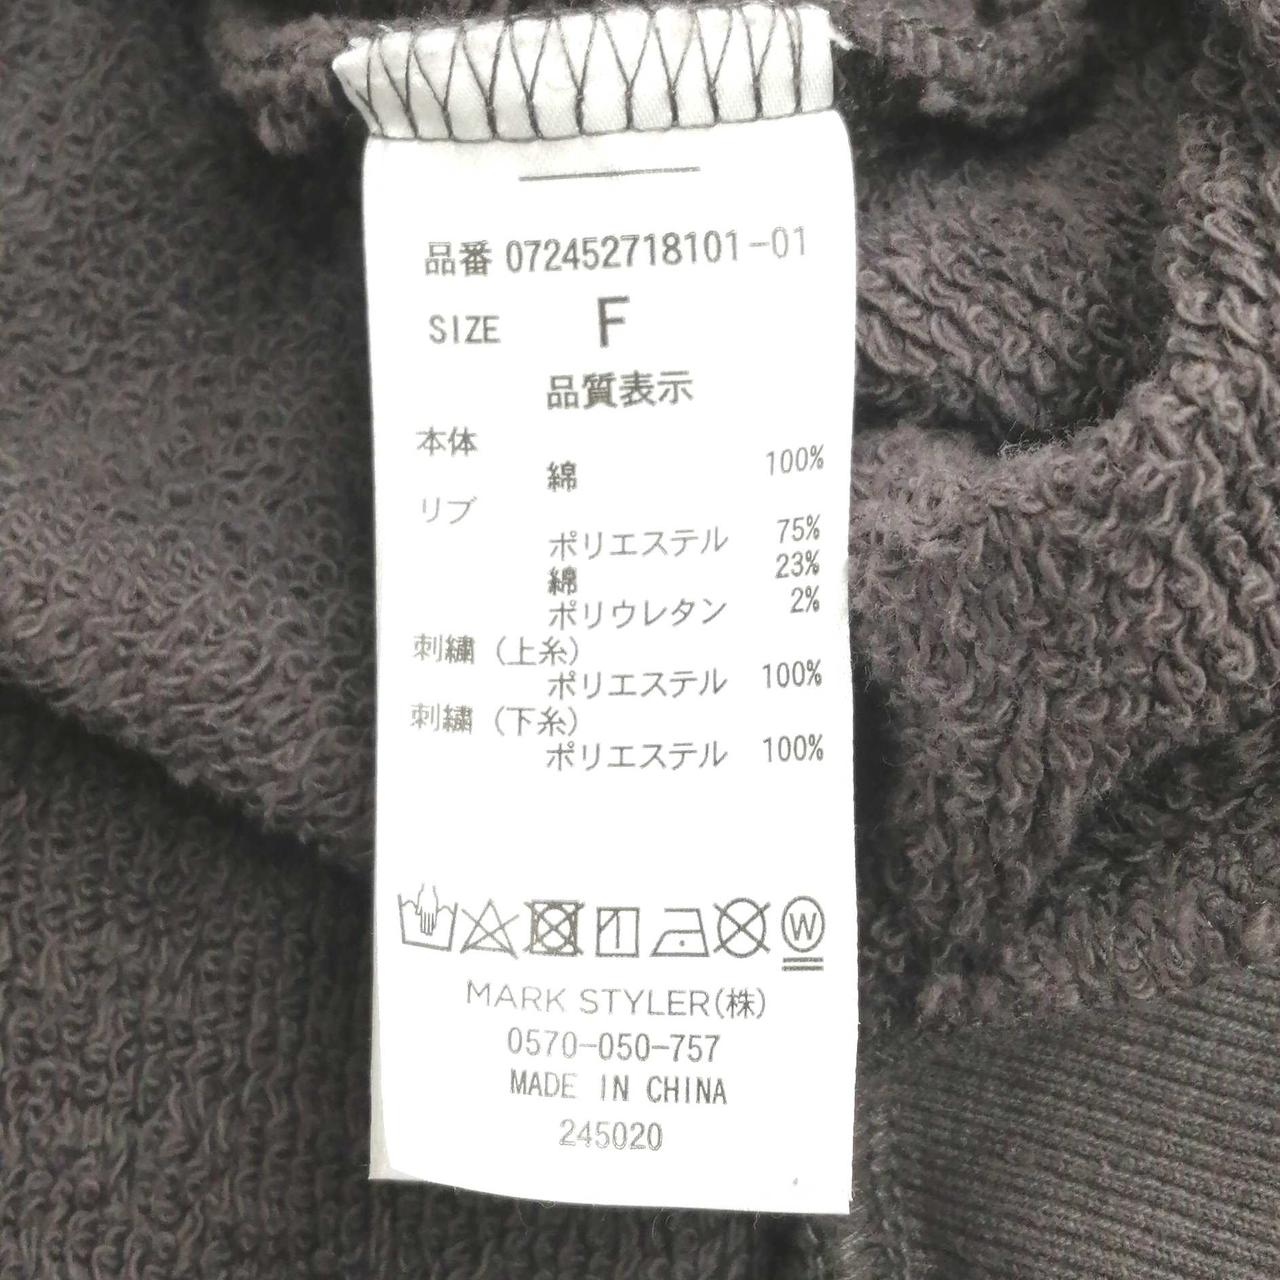 品番 072452718101-01
SIZE F
品質表示
本体
綿 100%
リブ
ポリエステル 75%
綿 23%
ポリウレタン 2%
刺繍（上糸）
ポリエステル 100%
刺繍（下糸）
ポリエステル 100%
W
MARK STYLER(株)
0570-050-757
MADE IN CHINA
245020